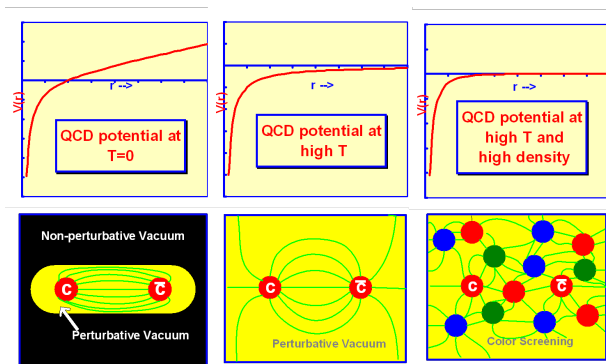 V(r)
r -->
QCD potential at
T=0
V(r)
r -->
QCD potential at
high T
V(r)
r -->
QCD potential at
high T and
high density
Non-perturbative Vacuum
c
c̅
Perturbative Vacuum
c
c̅
Perturbative Vacuum
c
c̅
Color Screening